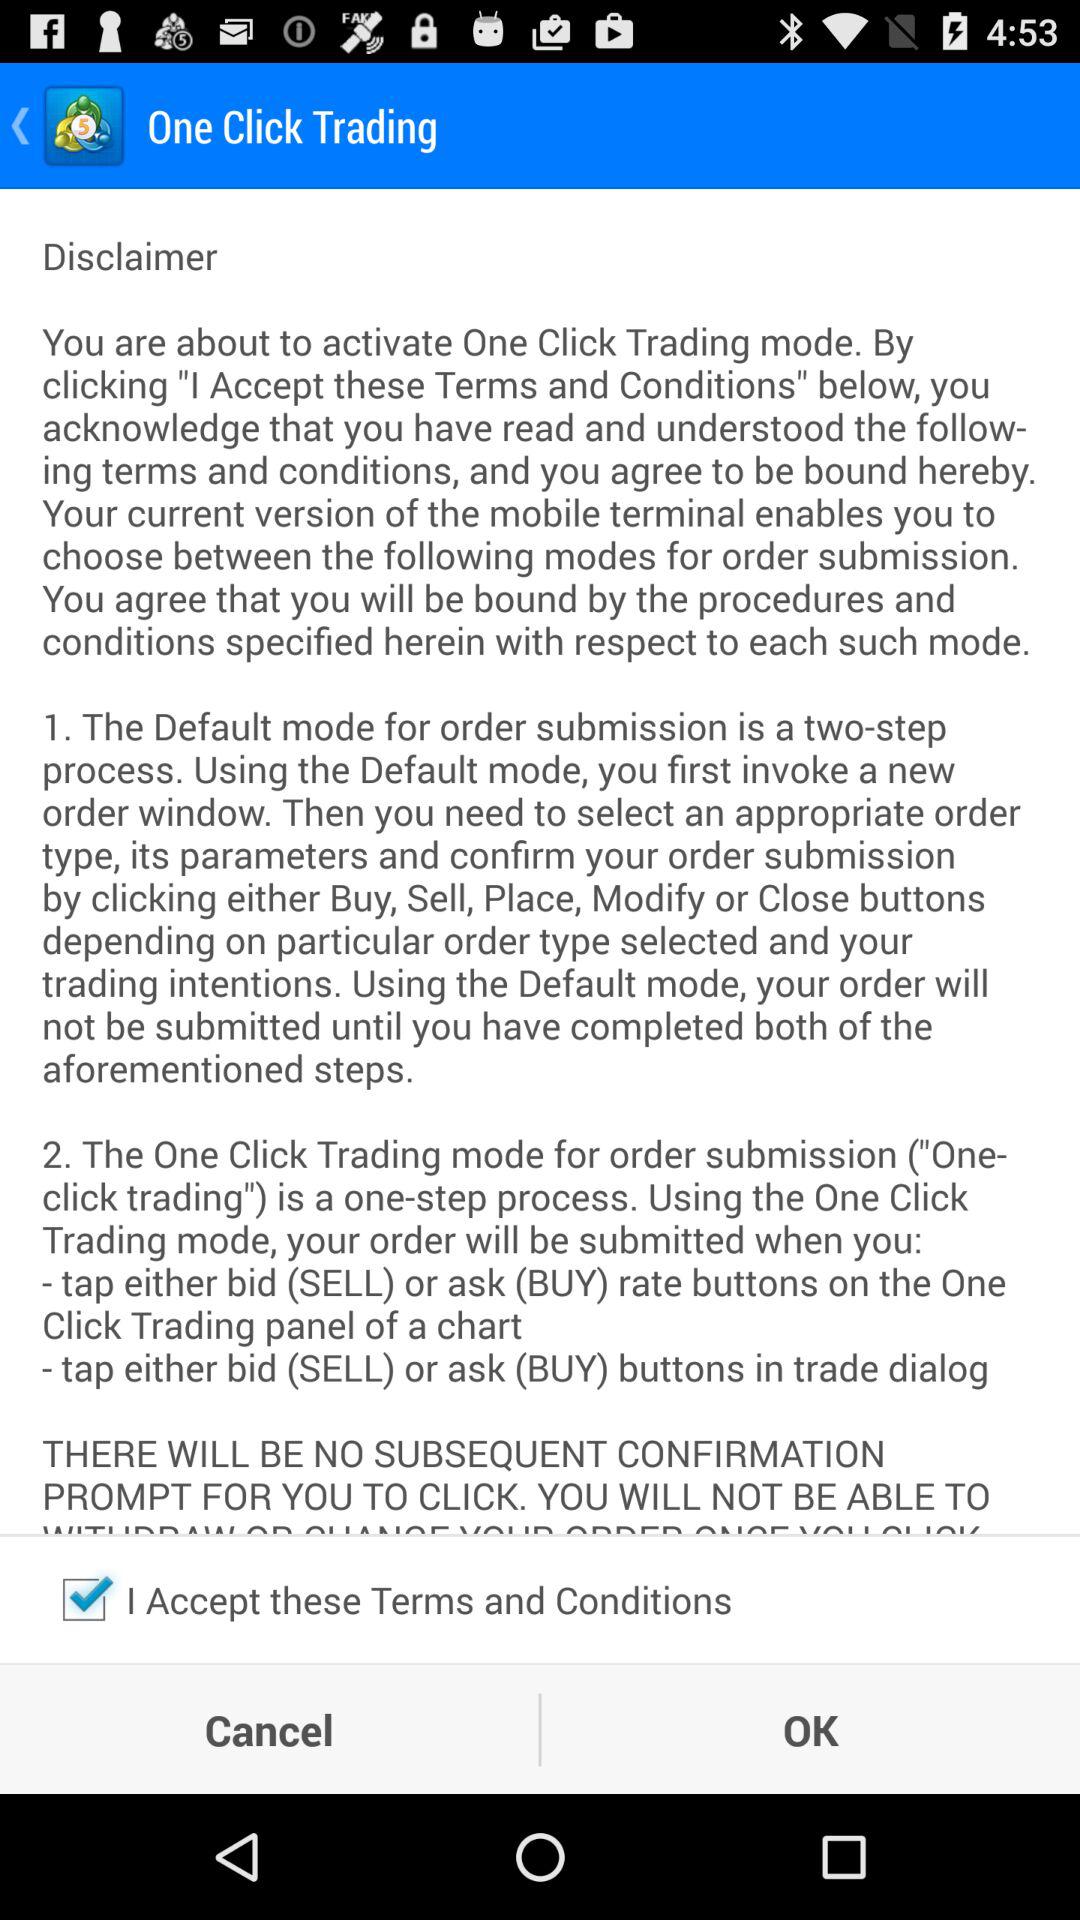 FAKE
4:53
5
One Click Trading
Disclaimer
You are about to activate One Click Trading mode. By
clicking "I Accept these Terms and Conditions" below, you
acknowledge that you have read and understood the follow-
ing terms and conditions, and you agree to be bound hereby.
Your current version of the mobile terminal enables you to
choose between the following modes for order submission.
You agree that you will be bound by the procedures and
conditions specified herein with respect to each such mode.
1. The Default mode for order submission is a two-step
process. Using the Default mode, you first invoke a new
order window. Then you need to select an appropriate order
type, its parameters and confirm your order submission
by clicking either Buy, Sell, Place, Modify or Close buttons
depending on particular order type selected and your
trading intentions. Using the Default mode, your order will
not be submitted until you have completed both of the
aforementioned steps.
2. The One Click Trading mode for order submission ("One-
click trading") is a one-step process. Using the One Click
Trading mode, your order will be submitted when you:
- tap either bid (SELL) or ask (BUY) rate buttons on the One
Click Trading panel of a chart
- tap either bid (SELL) or ask (BUY) buttons in trade dialog
THERE WILL BE NO SUBSEQUENT CONFIRMATION
PROMPT FOR YOU TO CLICK. YOU WILL NOT BE ABLE TO
WITHDRAW OR CHANGE YOUR ORDER ONCE YOU CLICK
I Accept these Terms and Conditions
Cancel
OK